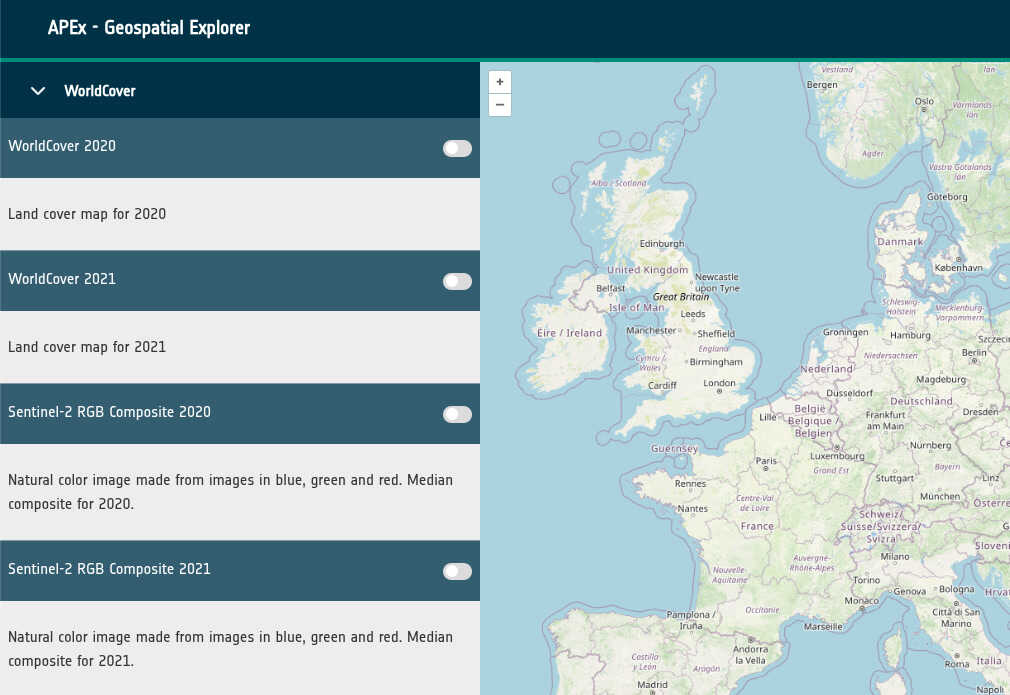 APEx - Geospatial Explorer
WorldCover
WorldCover 2020
Land cover map for 2020
WorldCover 2021
Land cover map for 2021
Sentinel-2 RGB Composite 2020
Natural color image made from images in blue, green and red. Median
composite for 2020.
Sentinel-2 RGB Composite 2021
Natural color image made from images in blue, green and red. Median
composite for 2021.
+
−
Vestland
Bergen
Oslo
Värmlands
län
Agder
Västra Götalands
län
Göteborg
Alba / Scotland
Danmark
København
Edinburgh
United Kingdom
Newcastle
upon Tyne
Belfast
Great Britain
Isle of Man
Leeds
Schleswig-
Holstein
Mecklenburg-
Vorpommern
Éire / Ireland
Manchester
Sheffield
Groningen
Hamburg
Szczecin
England
Niedersachsen
Berlin
Cymru /
Wales
Birmingham
Nederland
Magdeburg
Cardiff
London
Dusseldorf
Deutschland
Lille
België /
Belgique /
Belgien
Frankfurt
am Main
Dresden
Guernsey
Nurnberg
Luxembourg
Paris
Grand Est
Stuttgart
Bayern
Linz
Rennes
München
Nantes
Centre-Val
de Loire
Schweiz/
Suisse/Svizzera/
Svizra
France
Milano
Auvergne-
Rhône-Alpes
Nouvelle-
Aquitaine
Torino
Genova
Bologna
Monaco
Occitanie
Pamplona /
Iruña
Marseille
Città di San
Marino
Andorra
la Vella
Castilla
y León
Aragón
Roma
Italia
Madrid
Napoli